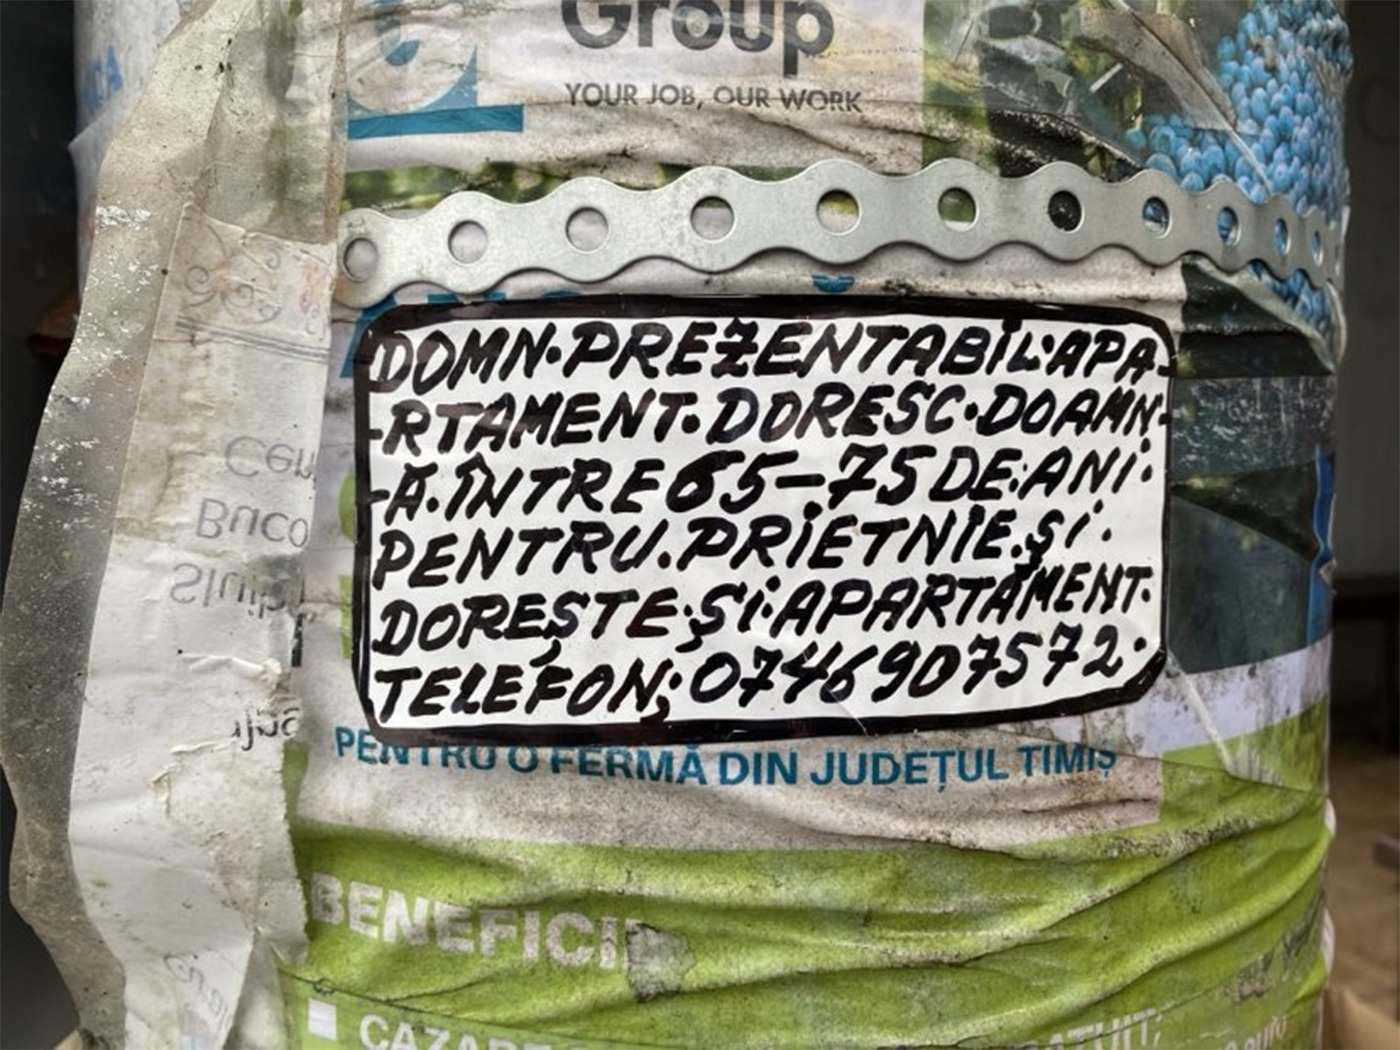 Group
YOUR JOB, OUR WORK
DOMN·PREZENTABIL·APA-
-RTAMENT·DORESC·DOAMN-
-Ă·ÎNTRE 65-75 DE·ANI·
PENTRU·PRIETNIE·ȘI·
DOREȘTE·ȘI·APARTAMENT·
TELEFON; 0746907572·
PENTRU O FERMĂ DIN JUDEȚUL TIMIȘ
BENEFICII